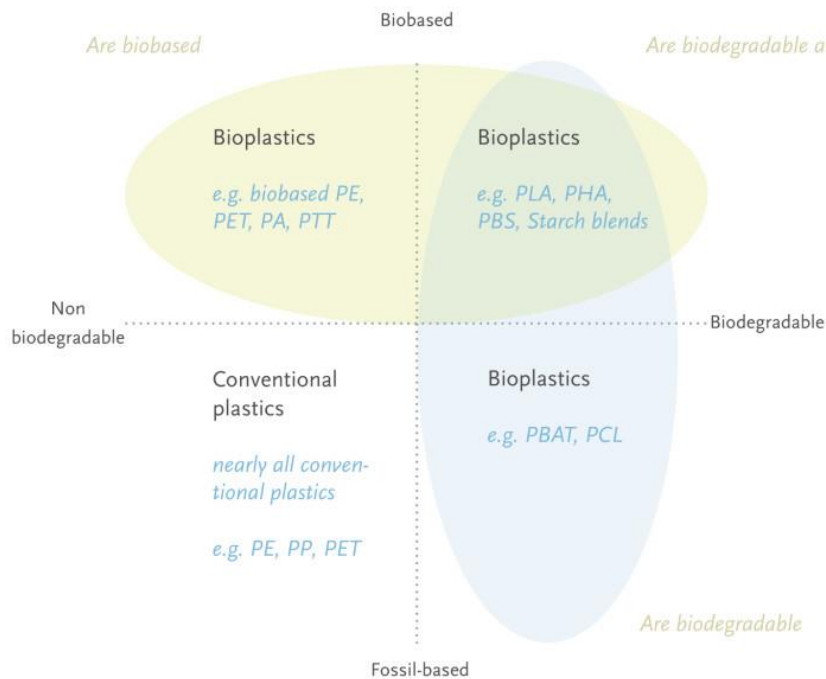 Biobased
Are biobased
Are biodegradable a
Bioplastics
e.g. biobased PE,
PET, PA, PTT
Bioplastics
e.g. PLA, PHA,
PBS, Starch blends
Non
biodegradable
Biodegradable
Conventional
plastics
nearly all conven-
tional plastics
e.g. PE, PP, PET
Bioplastics
e.g. PBAT, PCL
Are biodegradable
Fossil-based